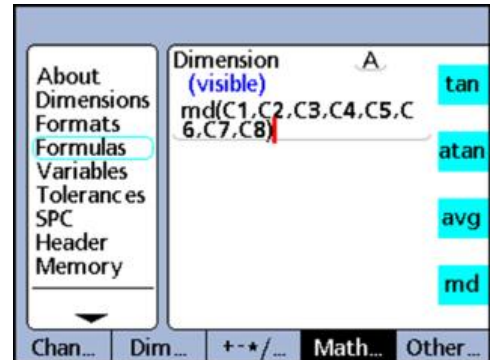 About
Dimensions
Formats
Formulas
Variables
Tolerances
SPC
Header
Memory
Dimension A
(visible)
md(C1,C2,C3,C4,C5,C
6,C7,C8)
tan
atan
avg
md
Chan... Dim... +-*/... Math... Other...